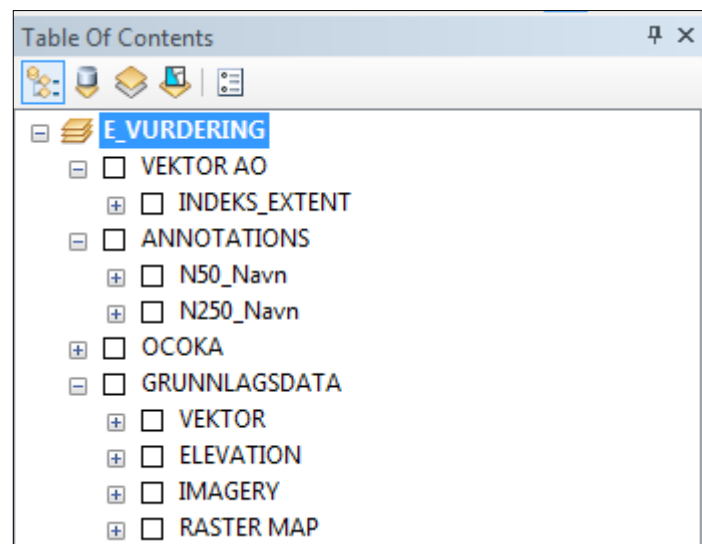 Table Of Contents
E_VURDERING
VEKTOR AO
INDEKS_EXTENT
ANNOTATIONS
N50_Navn
N250_Navn
OCOKA
GRUNNLAGSDATA
VEKTOR
ELEVATION
IMAGERY
RASTER MAP